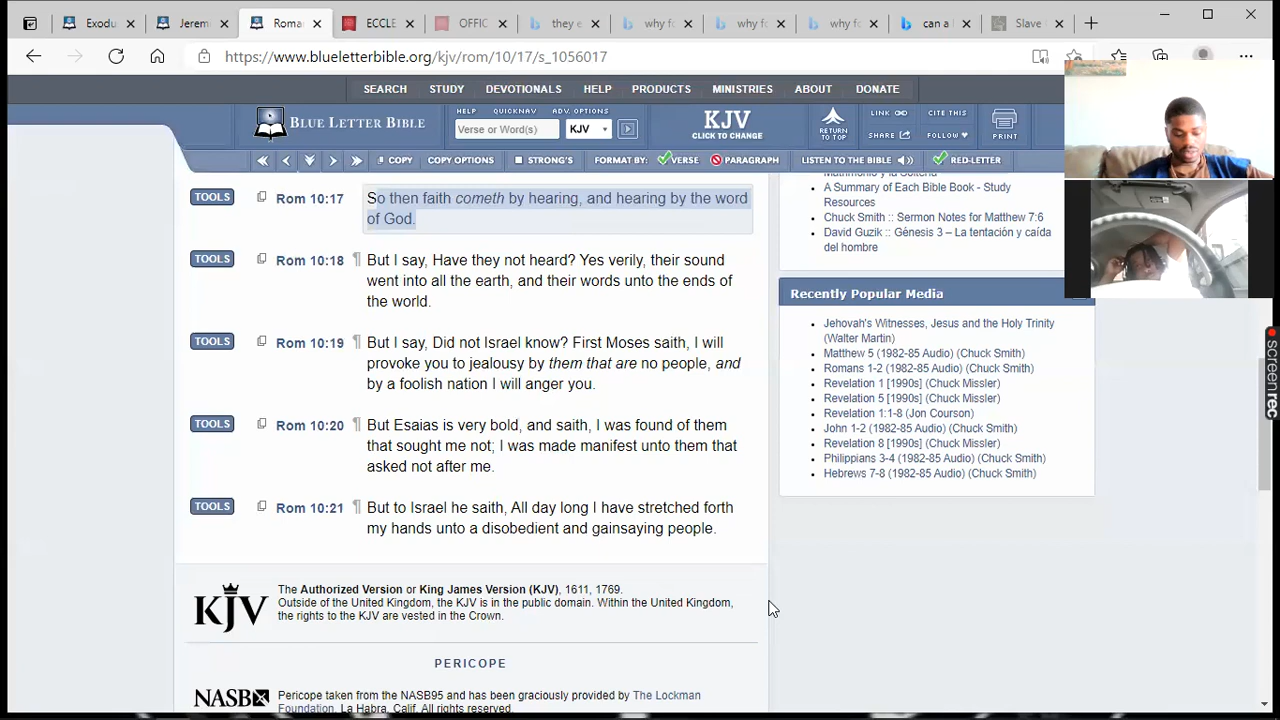 Exodu
Jerem
Roma
ECCLE
OFFIC
they e
why fo
why fo
why fo
can a l
Slave
https://www.blueletterbible.org/kjv/rom/10/17/s_1056017
SEARCH STUDY DEVOTIONALS HELP PRODUCTS MINISTRIES ABOUT DONATE
BLUE LETTER BIBLE
HELP QUICKNAV ADV. OPTIONS
Verse or Word(s)
KJV
KJV
CLICK TO CHANGE
RETURN
TO TOP
LINK
SHARE
CITE THIS
FOLLOW
PRINT
COPY COPY OPTIONS STRONG'S FORMAT BY: VERSE PARAGRAPH LISTEN TO THE BIBLE RED-LETTER
TOOLS Rom 10:17 So then faith cometh by hearing, and hearing by the word
of God.
TOOLS Rom 10:18 ¶ But I say, Have they not heard? Yes verily, their sound
went into all the earth, and their words unto the ends of
the world.
TOOLS Rom 10:19 ¶ But I say, Did not Israel know? First Moses saith, I will
provoke you to jealousy by them that are no people, and
by a foolish nation I will anger you.
TOOLS Rom 10:20 ¶ But Esaias is very bold, and saith, I was found of them
that sought me not; I was made manifest unto them that
asked not after me.
TOOLS Rom 10:21 ¶ But to Israel he saith, All day long I have stretched forth
my hands unto a disobedient and gainsaying people.
KJV
The Authorized Version or King James Version (KJV), 1611, 1769.
Outside of the United Kingdom, the KJV is in the public domain. Within the United Kingdom,
the rights to the KJV are vested in the Crown.
PERICOPE
NASB
Pericope taken from the NASB95 and has been graciously provided by The Lockman
Foundation, La Habra, Calif. All rights reserved.
A Summary of Each Bible Book - Study
Resources
Chuck Smith :: Sermon Notes for Matthew 7:6
David Guzik :: Génesis 3 – La tentación y caída
del hombre
Recently Popular Media
Jehovah's Witnesses, Jesus and the Holy Trinity
(Walter Martin)
Matthew 5 (1982-85 Audio) (Chuck Smith)
Romans 1-2 (1982-85 Audio) (Chuck Smith)
Revelation 1 [1990s] (Chuck Missler)
Revelation 5 [1990s] (Chuck Missler)
Revelation 1:1-8 (Jon Courson)
John 1-2 (1982-85 Audio) (Chuck Smith)
Revelation 8 [1990s] (Chuck Missler)
Philippians 3-4 (1982-85 Audio) (Chuck Smith)
Hebrews 7-8 (1982-85 Audio) (Chuck Smith)
screenrec